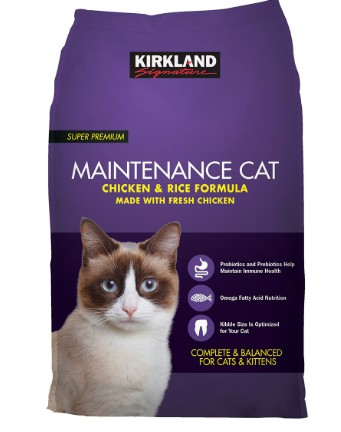 KIRKLAND
Signature
SUPER PREMIUM
MAINTENANCE CAT
CHICKEN & RICE FORMULA
MADE WITH FRESH CHICKEN
Probiotics and Prebiotics Help
Maintain Immune Health
Omega Fatty Acid Nutrition
Kibble Size is Optimized
for Your Cat
COMPLETE & BALANCED
FOR CATS & KITTENS